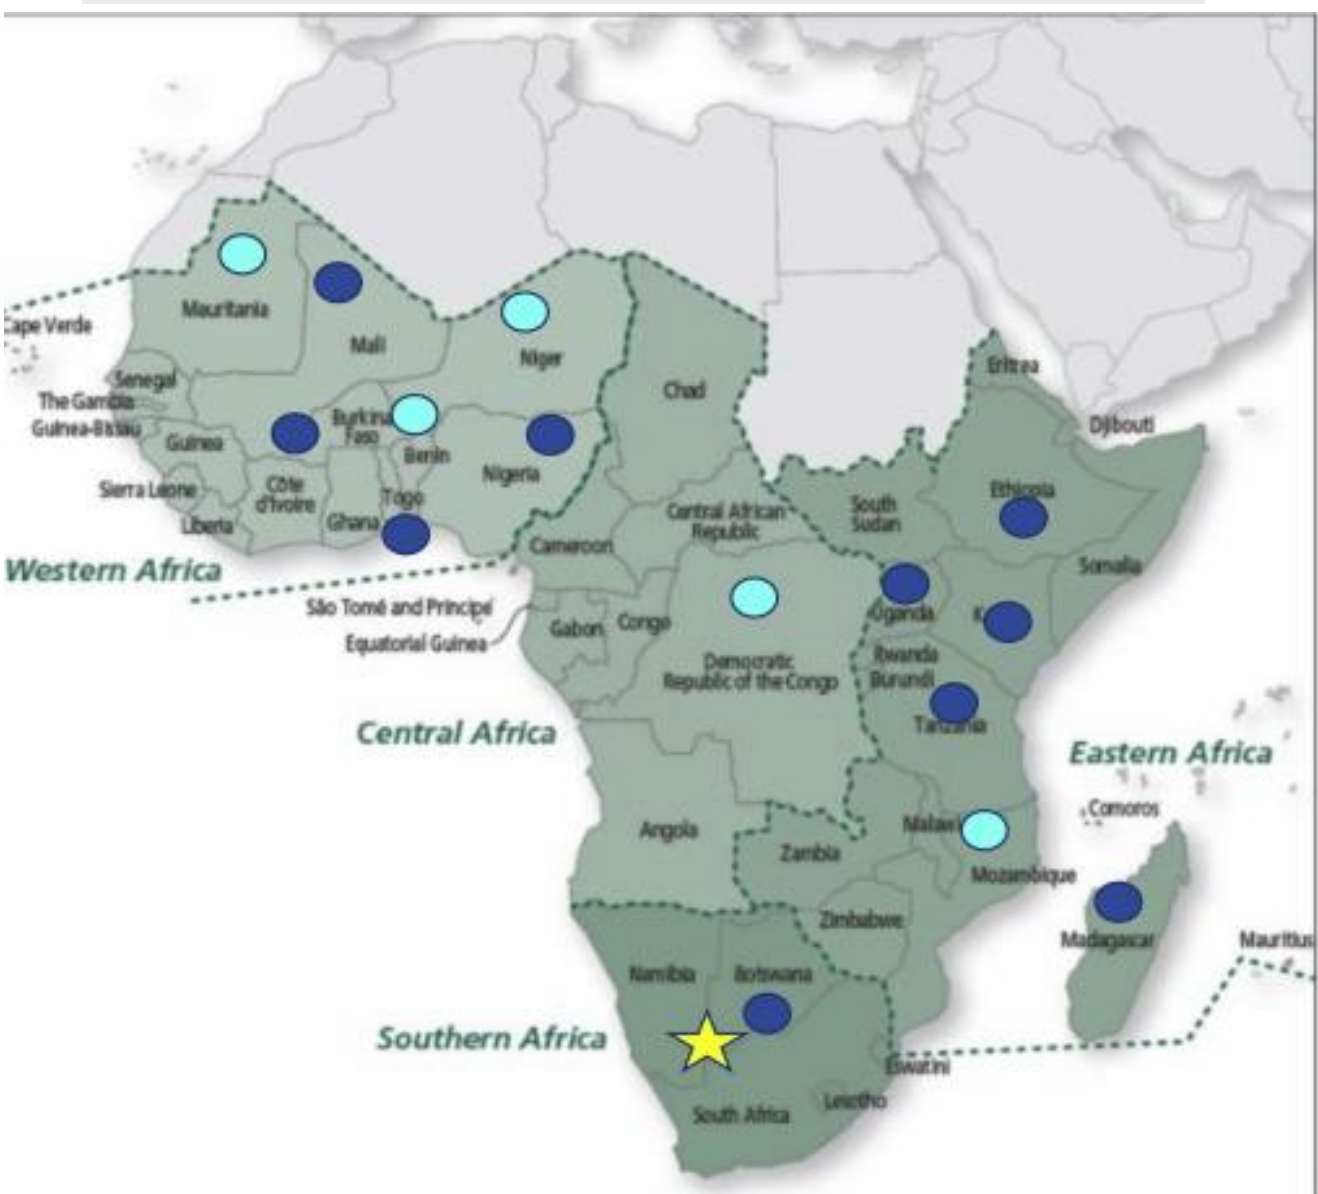 Cape Verde
Mauritania
Mali
Niger
Chad
Eritrea
Senegal
The Gambia
Guinea-Bissau
Guinea
Burkina
Faso
Benin
Nigeria
Djibouti
Sierra Leone
Côte
d'Ivoire
Togo
Ghana
Liberia
Central African
Republic
South
Sudan
Ethiopia
Cameroon
Somalia
Western Africa
São Tomé and Principe
Equatorial Guinea
Gabon
Congo
Uganda
K
Democratic
Republic of the Congo
Rwanda
Burundi
Tanzania
Central Africa
Eastern Africa
Angola
Zambia
Malawi
Comoros
Mozambique
Zimbabwe
Madagascar
Mauritius
Namibia
Botswana
Southern Africa
Eswatini
Lesotho
South Africa